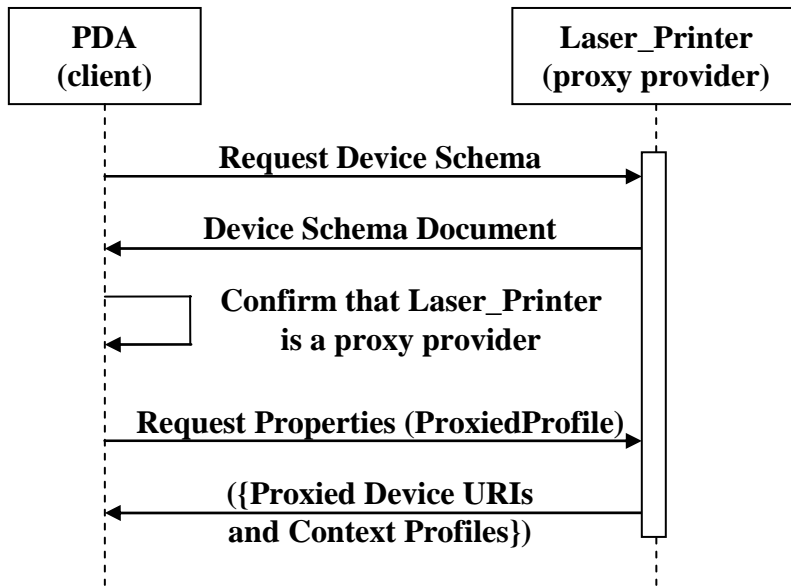 PDA
(client)
Laser_Printer
(proxy provider)
Request Device Schema
Device Schema Document
Confirm that Laser_Printer
is a proxy provider
Request Properties (ProxiedProfile)
({Proxied Device URIs
and Context Profiles})